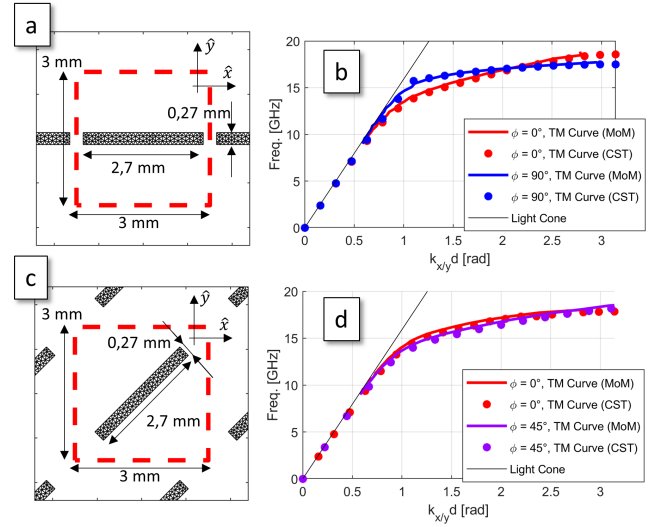 a
3 mm
ŷ
x̂
0,27 mm
2,7 mm
3 mm
b
20
15
10
5
0
Freq. [GHz]
0 0.5 1 1.5 2 2.5 3
k_{x/y}d [rad]
ϕ = 0°, TM Curve (MoM)
ϕ = 0°, TM Curve (CST)
ϕ = 90°, TM Curve (MoM)
ϕ = 90°, TM Curve (CST)
Light Cone
c
3 mm
ŷ
x̂
0,27 mm
2,7 mm
3 mm
d
20
15
10
5
0
Freq. [GHz]
0 0.5 1 1.5 2 2.5 3
k_{x/y}d [rad]
ϕ = 0°, TM Curve (MoM)
ϕ = 0°, TM Curve (CST)
ϕ = 45°, TM Curve (MoM)
ϕ = 45°, TM Curve (CST)
Light Cone